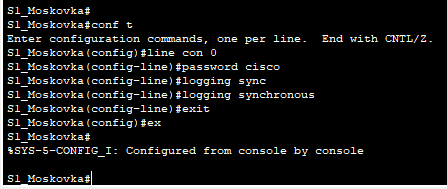 S1_Moskovka#
S1_Moskovka#conf t
Enter configuration commands, one per line.  End with CNTL/Z.
S1_Moskovka(config)#line con 0
S1_Moskovka(config-line)#password cisco
S1_Moskovka(config-line)#logging sync
S1_Moskovka(config-line)#logging synchronous
S1_Moskovka(config-line)#exit
S1_Moskovka(config)#ex
S1_Moskovka#
%SYS-5-CONFIG_I: Configured from console by console
S1_Moskovka#